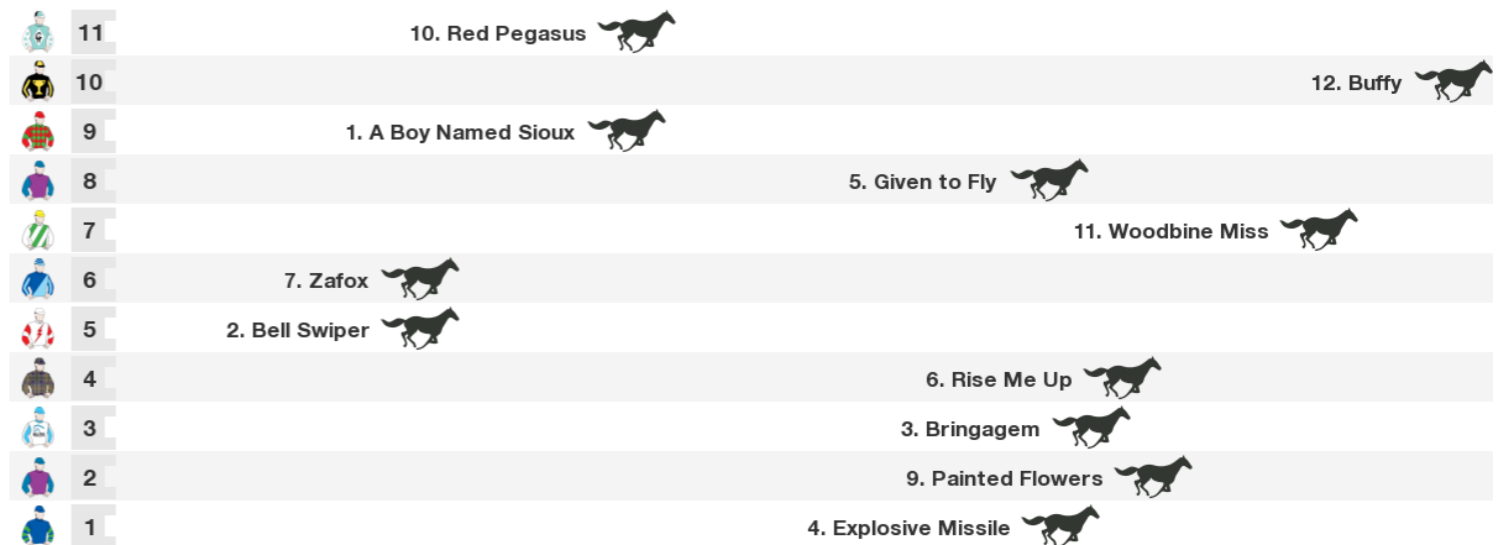 11 10. Red Pegasus
10 12. Buffy
9 1. A Boy Named Sioux
8 5. Given to Fly
7 11. Woodbine Miss
6 7. Zafox
5 2. Bell Swiper
4 6. Rise Me Up
3 3. Bringagem
2 9. Painted Flowers
1 4. Explosive Missile